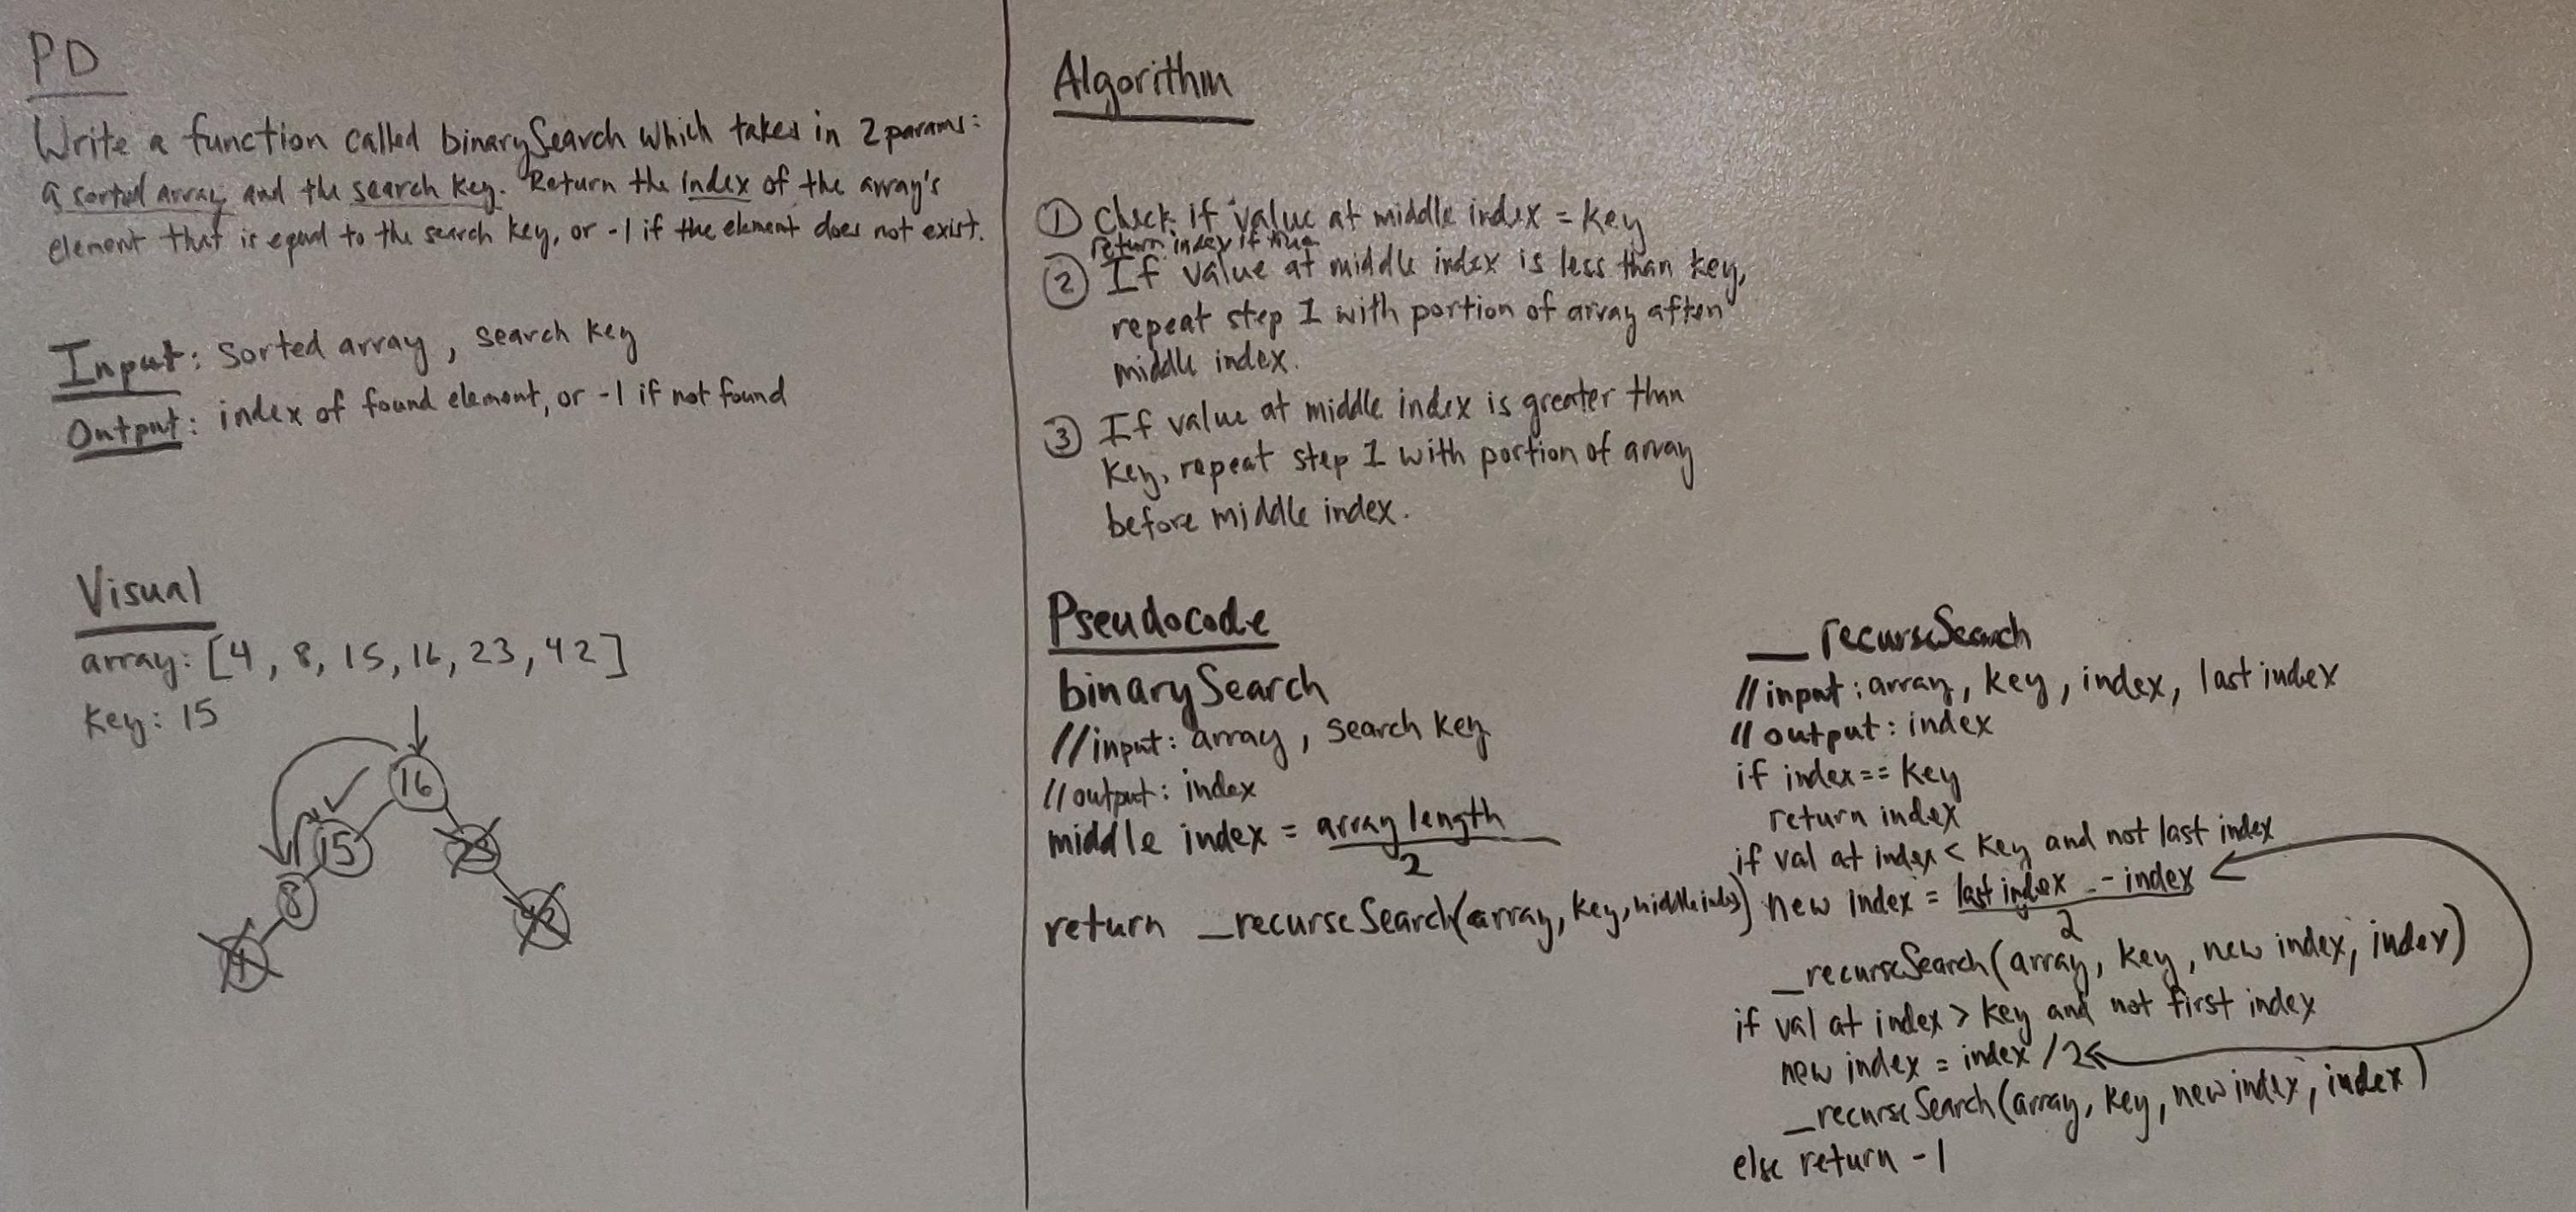 PD
Write a function called binarySearch which takes in 2 params:
a sorted array and the search key. Return the index of the array's
element that is equal to the search key, or -1 if the element does not exist.
Input: sorted array, search key
Output: index of found element, or -1 if not found
Visual
array: [4, 8, 15, 16, 23, 42]
key: 15
16
15
23
8
42
4
Algorithm
① Check if value at middle index = key
return index if true
② If value at middle index is less than key,
repeat step 1 with portion of array after
middle index.
③ If value at middle index is greater than
key, repeat step 1 with portion of array
before middle index.
Pseudocode
binarySearch
//input: array, search key
//output: index
middle index = array length
2
return _recurseSearch(array, key, middle index)
_recurseSearch
//input: array, key, index, last index
//output: index
if index == key
return index
if val at index < key and not last index
new index = last index - index
2
_recurseSearch(array, key, new index, index)
if val at index > key and not first index
new index = index / 2
_recurseSearch(array, key, new index, index)
else return -1